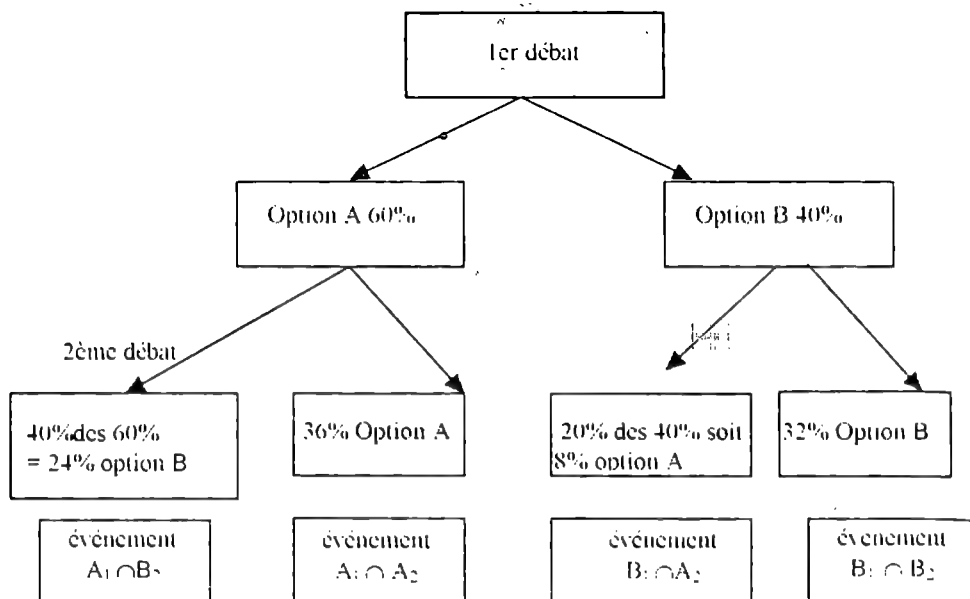 1er débat
Option A 60%
Option B 40%
2ème débat
40%des 60%
= 24% option B
36% Option A
20% des 40% soit
8% option A
32% Option B
événement
A₁ ∩B₂
événement
A₁ ∩ A₂
événement
B₁ ∩A₂
événement
B₁ ∩ B₂